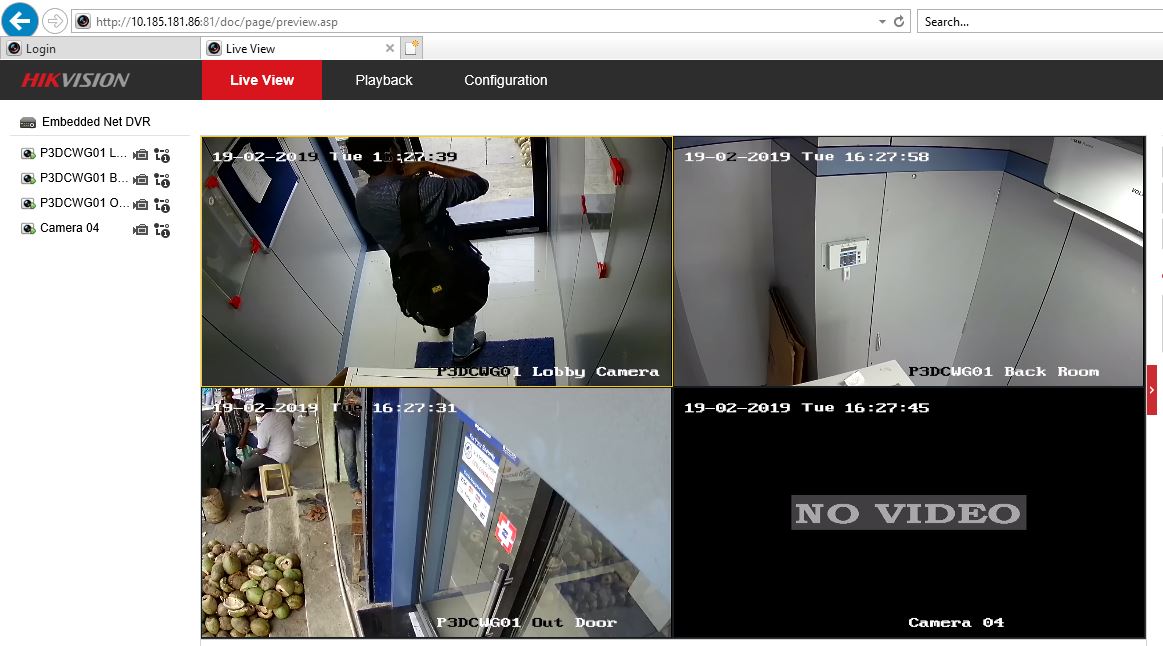 http://10.185.181.86:81/doc/page/preview.asp
Search...
Login
Live View
HIKVISION
Live View
Playback
Configuration
Embedded Net DVR
P3DCWG01 L...
P3DCWG01 B...
P3DCWG01 O...
Camera 04
19-02-2019 Tue 16:27:39
P3DCWG01 Lobby Camera
19-02-2019 Tue 16:27:58
P3DCWG01 Back Room
19-02-2019 Tue 16:27:31
P3DCWG01 Out Door
19-02-2019 Tue 16:27:45
NO VIDEO
Camera 04